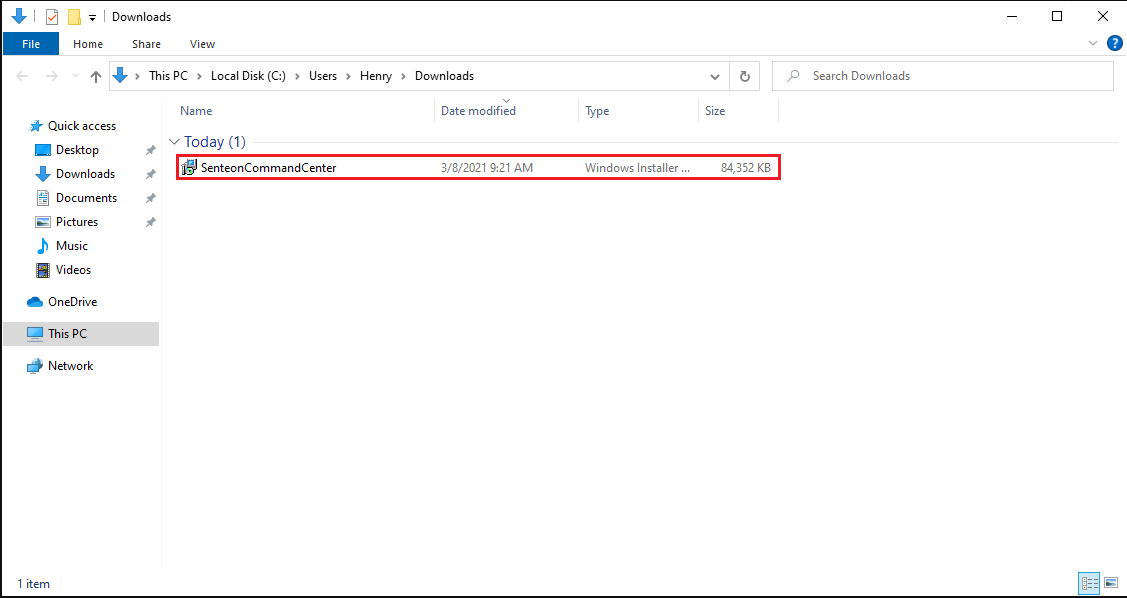 Downloads
File Home Share View
This PC > Local Disk (C:) > Users > Henry > Downloads
Search Downloads
Name Date modified Type Size
Quick access
Desktop
Downloads
Documents
Pictures
Music
Videos
OneDrive
This PC
Network
Today (1)
SenteonCommandCenter 3/8/2021 9:21 AM Windows Installer ... 84,352 KB
1 item